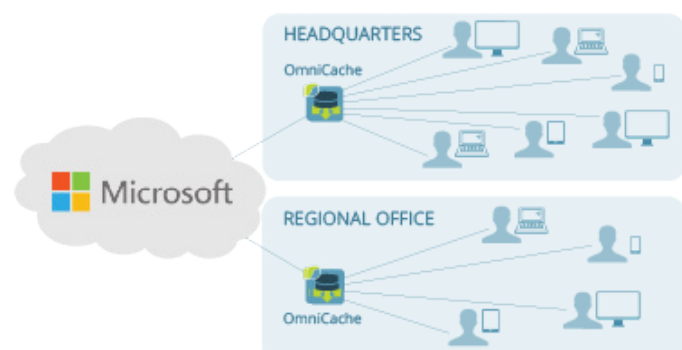 HEADQUARTERS
OmniCache
Microsoft
REGIONAL OFFICE
OmniCache